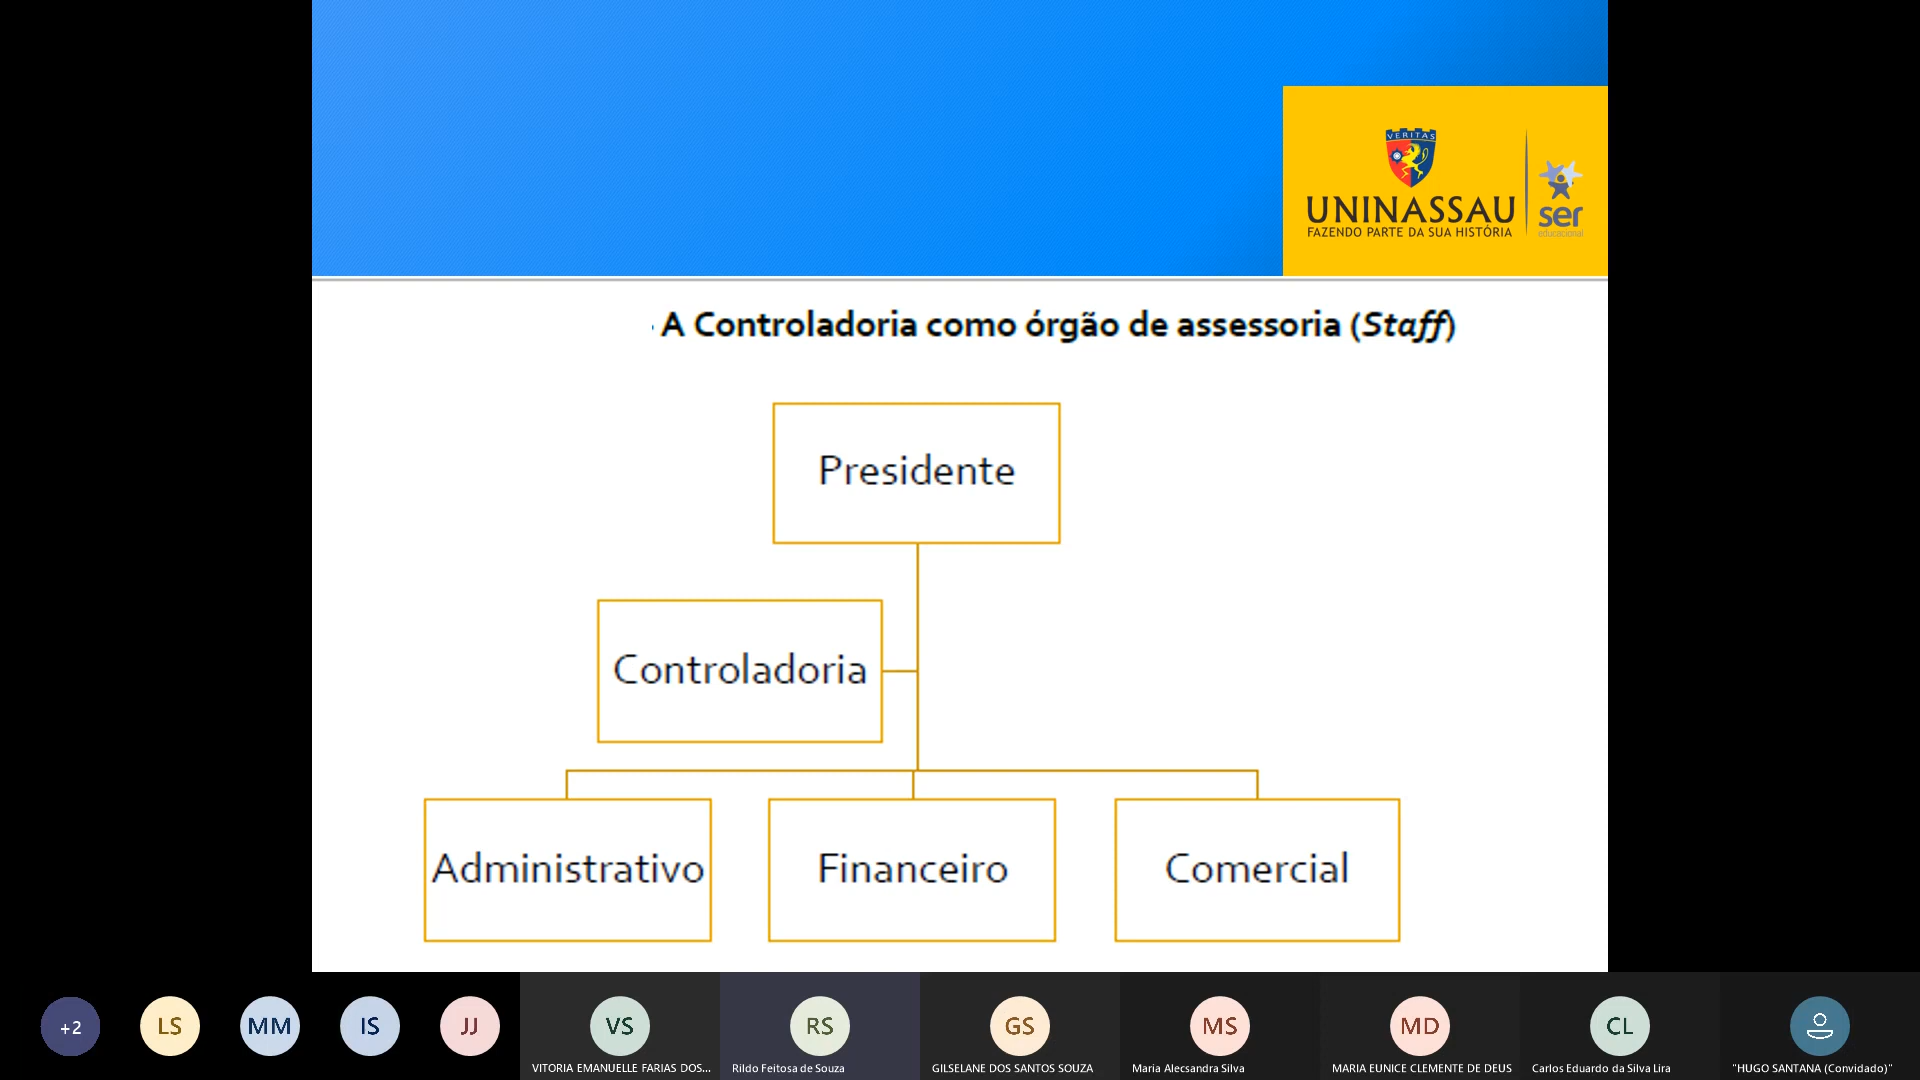 VERITAS
UNINASSAU
FAZENDO PARTE DA SUA HISTÓRIA
ser
educacional
· A Controladoria como órgão de assessoria (Staff)
Presidente
Controladoria
Administrativo
Financeiro
Comercial
+2
LS
MM
IS
JJ
VS
RS
GS
MS
MD
CL
VITORIA EMANUELLE FARIAS DOS...
Rildo Feitosa de Souza
GILSELANE DOS SANTOS SOUZA
Maria Alecsandra Silva
MARIA EUNICE CLEMENTE DE DEUS
Carlos Eduardo da Silva Lira
"HUGO SANTANA (Convidado)"